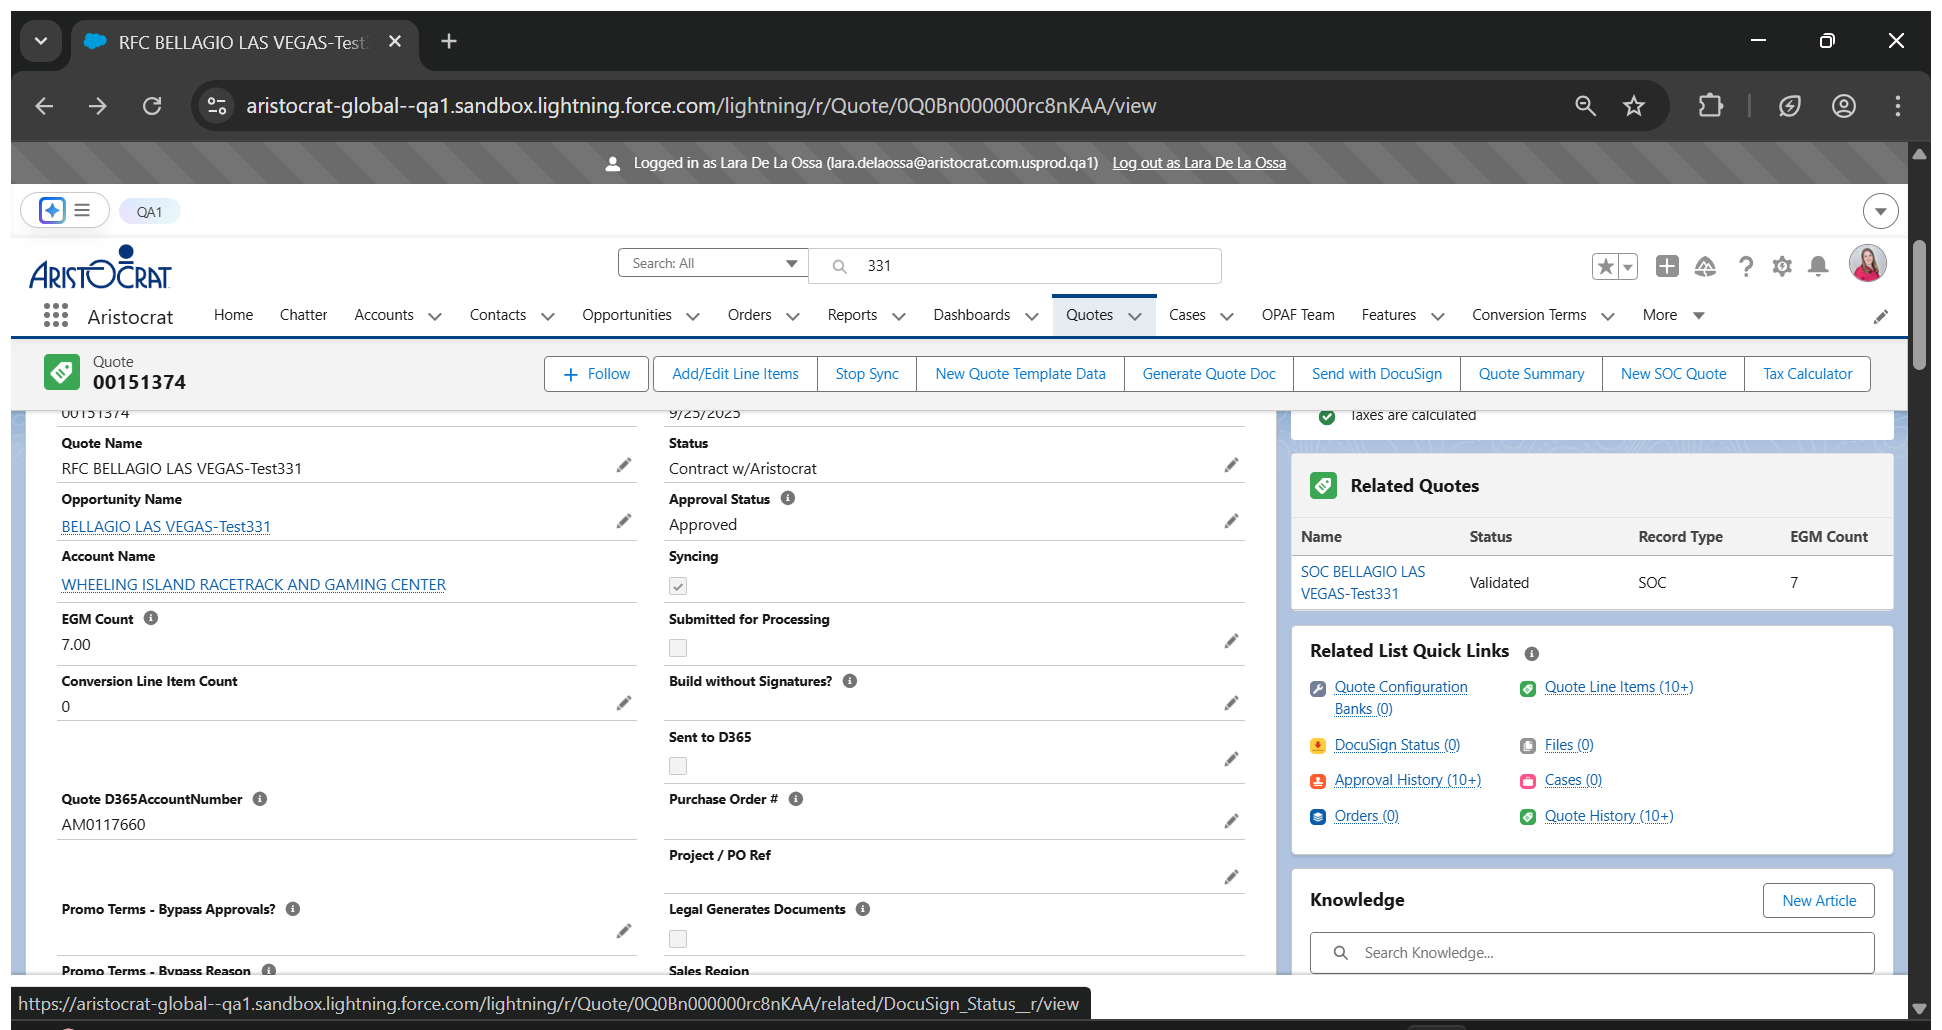 RFC BELLAGIO LAS VEGAS-Test
aristocrat-global--qa1.sandbox.lightning.force.com/lightning/r/Quote/0Q0Bn000000rc8nKAA/view
Logged in as Lara De La Ossa (lara.delaossa@aristocrat.com.usprod.qa1) Log out as Lara De La Ossa
QA1
ARISTOCRAT
Search: All
331
Aristocrat Home Chatter Accounts Contacts Opportunities Orders Reports Dashboards Quotes Cases OPAF Team Features Conversion Terms More
Quote
00151374
Follow Add/Edit Line Items Stop Sync New Quote Template Data Generate Quote Doc Send with DocuSign Quote Summary New SOC Quote Tax Calculator
00151374
Quote Name
RFC BELLAGIO LAS VEGAS-Test331
Opportunity Name
BELLAGIO LAS VEGAS-Test331
Account Name
WHEELING ISLAND RACETRACK AND GAMING CENTER
EGM Count
7.00
Conversion Line Item Count
0
Quote D365AccountNumber
AM0117660
Promo Terms - Bypass Approvals?
Promo Terms - Bypass Reason
9/25/2025
Status
Contract w/Aristocrat
Approval Status
Approved
Syncing
Submitted for Processing
Build without Signatures?
Sent to D365
Purchase Order #
Project / PO Ref
Legal Generates Documents
Sales Region
Taxes are calculated
Related Quotes
Name Status Record Type EGM Count
SOC BELLAGIO LAS
VEGAS-Test331
Validated SOC 7
Related List Quick Links
Quote Configuration
Banks (0)
Quote Line Items (10+)
DocuSign Status (0) Files (0)
Approval History (10+) Cases (0)
Orders (0) Quote History (10+)
Knowledge
New Article
Search Knowledge...
https://aristocrat-global--qa1.sandbox.lightning.force.com/lightning/r/Quote/0Q0Bn000000rc8nKAA/related/DocuSign_Status__r/view